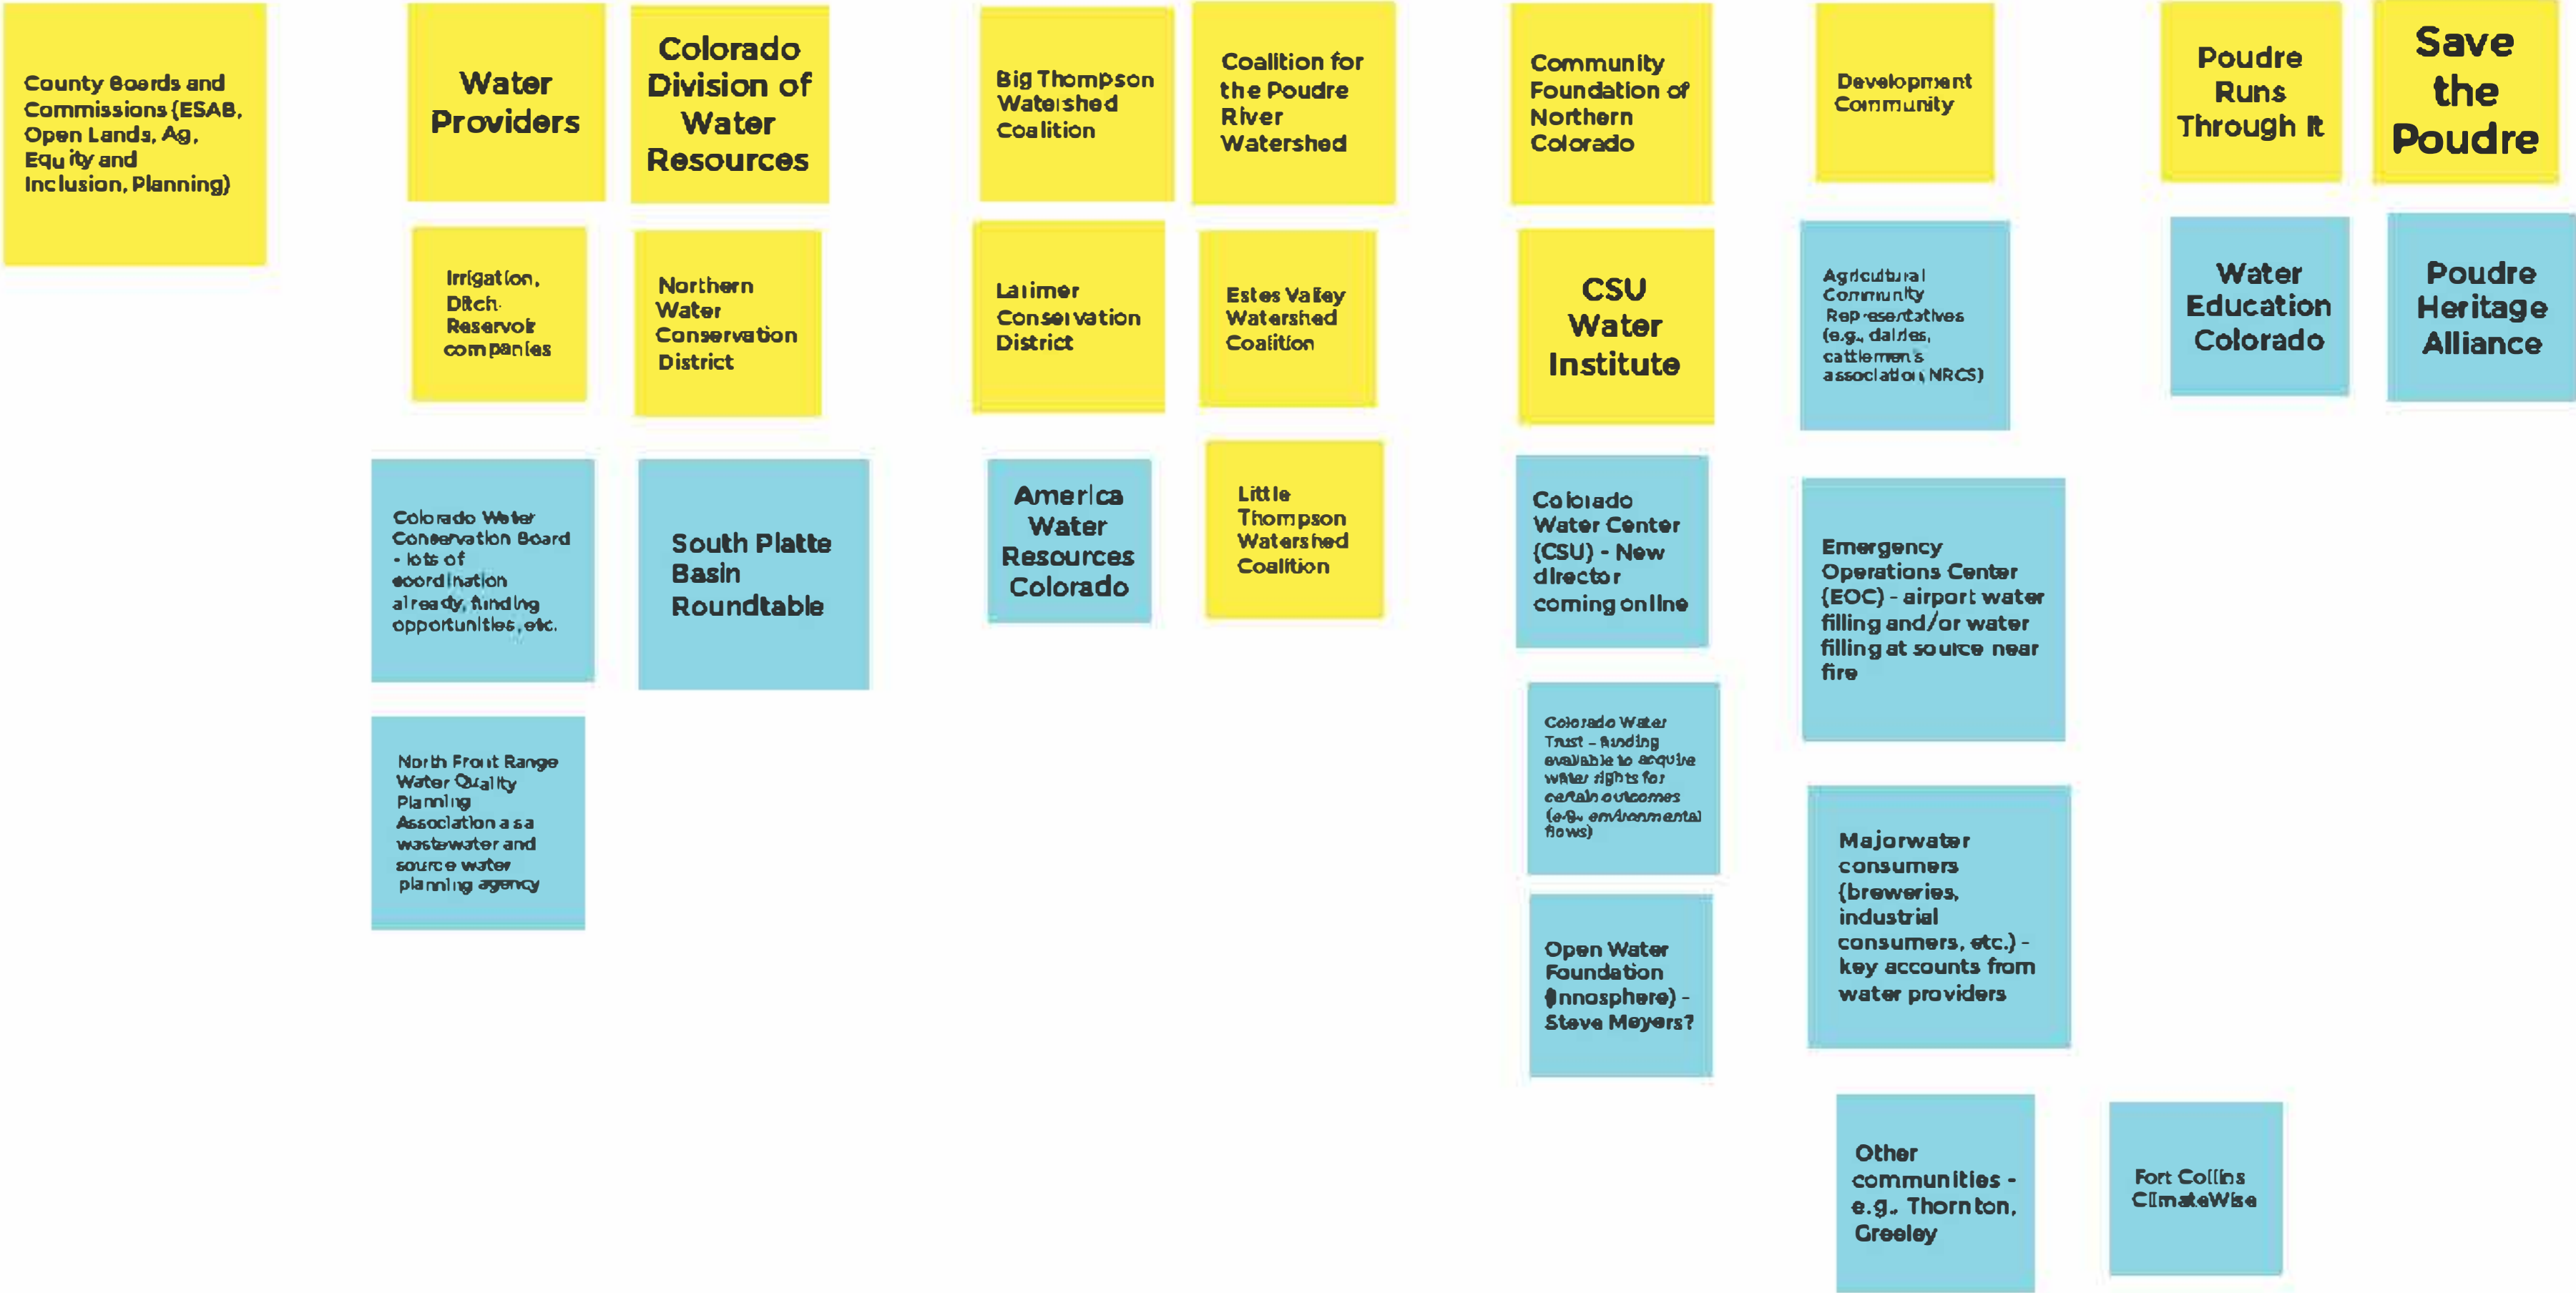 County Boards and
Commissions (ESAB,
Open Lands, Ag,
Equity and
Inclusion, Planning)
Water
Providers
Colorado
Division of
Water
Resources
Big Thompson
Watershed
Coalition
Coalition for
the Poudre
River
Watershed
Community
Foundation of
Northern
Colorado
Development
Community
Poudre
Runs
Through It
Save
the
Poudre
Irrigation,
Ditch
Reservoir
companies
Northern
Water
Conservation
District
Larimer
Conservation
District
Estes Valley
Watershed
Coalition
CSU
Water
Institute
Agricultural
Community
Representatives
(e.g., dairies,
cattlemen's
association, NRCS)
Water
Education
Colorado
Poudre
Heritage
Alliance
Colorado Water
Conservation Board
- lots of
coordination
already, funding
opportunities, etc.
South Platte
Basin
Roundtable
America
Water
Resources
Colorado
Little
Thompson
Watershed
Coalition
Colorado
Water Center
(CSU) - New
director
coming online
Emergency
Operations Center
(EOC) - airport water
filling and/or water
filling at source near
fire
North Front Range
Water Quality
Planning
Association as a
wastewater and
source water
planning agency
Colorado Water
Trust - funding
available to acquire
water rights for
certain outcomes
(e.g., environmental
flows)
Major water
consumers
(breweries,
industrial
consumers, etc.) -
key accounts from
water providers
Open Water
Foundation
(Innosphere) -
Steve Meyers?
Other
communities -
e.g., Thornton,
Greeley
Fort Collins
ClimateWise